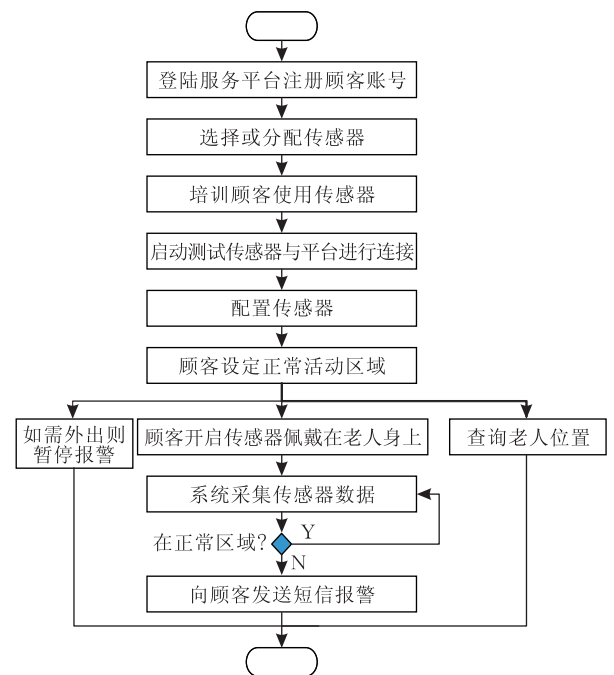 登陆服务平台注册顾客账号
选择或分配传感器
培训顾客使用传感器
启动测试传感器与平台进行连接
配置传感器
顾客设定正常活动区域
如需外出则
暂停报警
顾客开启传感器佩戴在老人身上
查询老人位置
系统采集传感器数据
在正常区域?
Y
N
向顾客发送短信报警